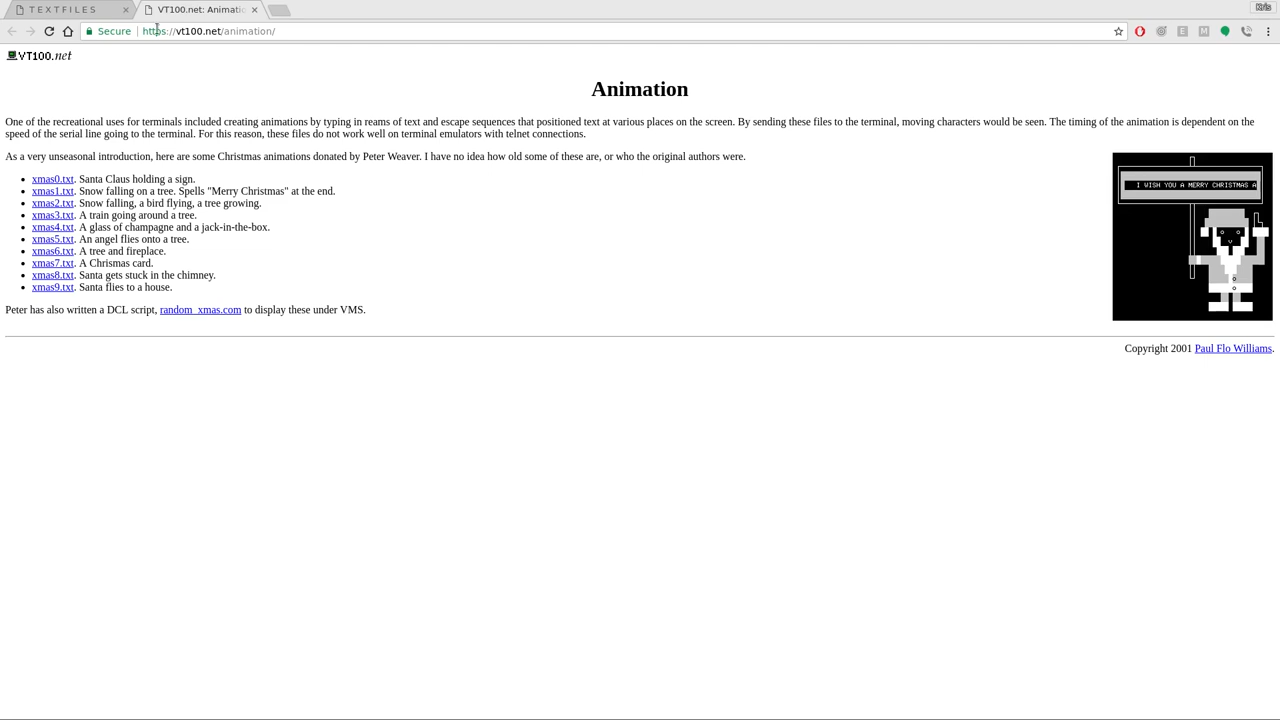 TEXTFILES
VT100.net: Animatio
Kris
Secure
https://vt100.net/animation/
VT100.net
Animation
One of the recreational uses for terminals included creating animations by typing in reams of text and escape sequences that positioned text at various places on the screen. By sending these files to the terminal, moving characters would be seen. The timing of the animation is dependent on the
speed of the serial line going to the terminal. For this reason, these files do not work well on terminal emulators with telnet connections.
As a very unseasonal introduction, here are some Christmas animations donated by Peter Weaver. I have no idea how old some of these are, or who the original authors were.
I WISH YOU A MERRY CHRISTMAS A
xmas0.txt. Santa Claus holding a sign.
xmas1.txt. Snow falling on a tree. Spells "Merry Christmas" at the end.
xmas2.txt. Snow falling, a bird flying, a tree growing.
xmas3.txt. A train going around a tree.
xmas4.txt. A glass of champagne and a jack-in-the-box.
xmas5.txt. An angel flies onto a tree.
xmas6.txt. A tree and fireplace.
xmas7.txt. A Chrismas card.
xmas8.txt. Santa gets stuck in the chimney.
xmas9.txt. Santa flies to a house.
Peter has also written a DCL script, random_xmas.com to display these under VMS.
Copyright 2001 Paul Flo Williams.